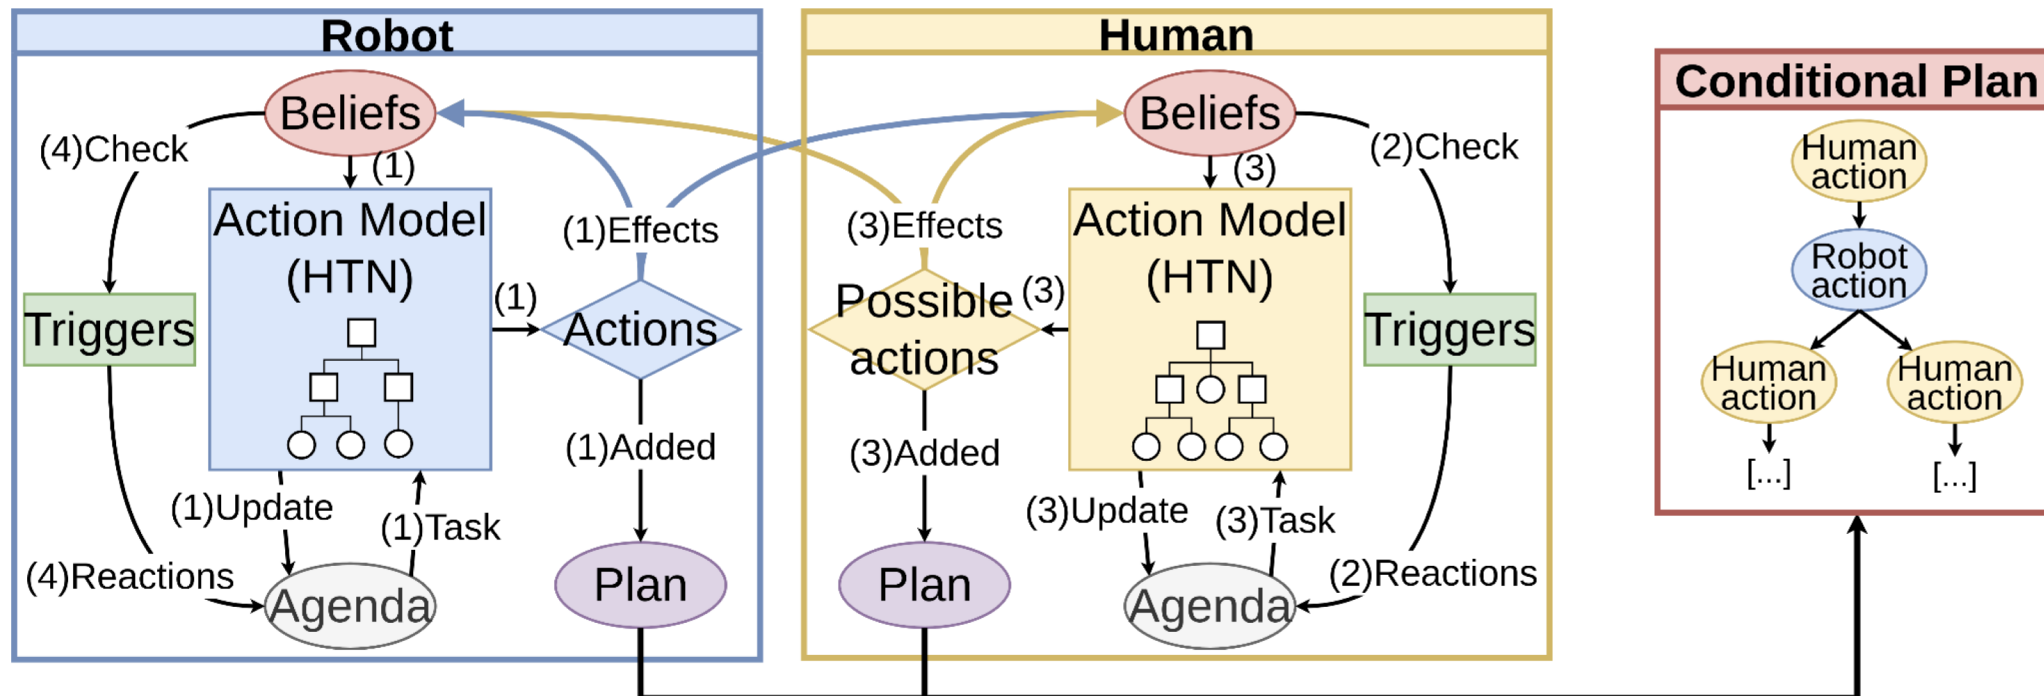 Robot
Beliefs
(4)Check
(1)
Action Model
(HTN)
(1)Effects
(1)
Triggers
Actions
(1)Added
(1)Update
(1)Task
(4)Reactions
Agenda
Plan
Human
Beliefs
(2)Check
(3)
(3)Effects
Action Model
(HTN)
Possible
actions
(3)
Triggers
(3)Added
(3)Update
(3)Task
(2)Reactions
Plan
Agenda
Conditional Plan
Human
action
Robot
action
Human
action
Human
action
[...]
[...]